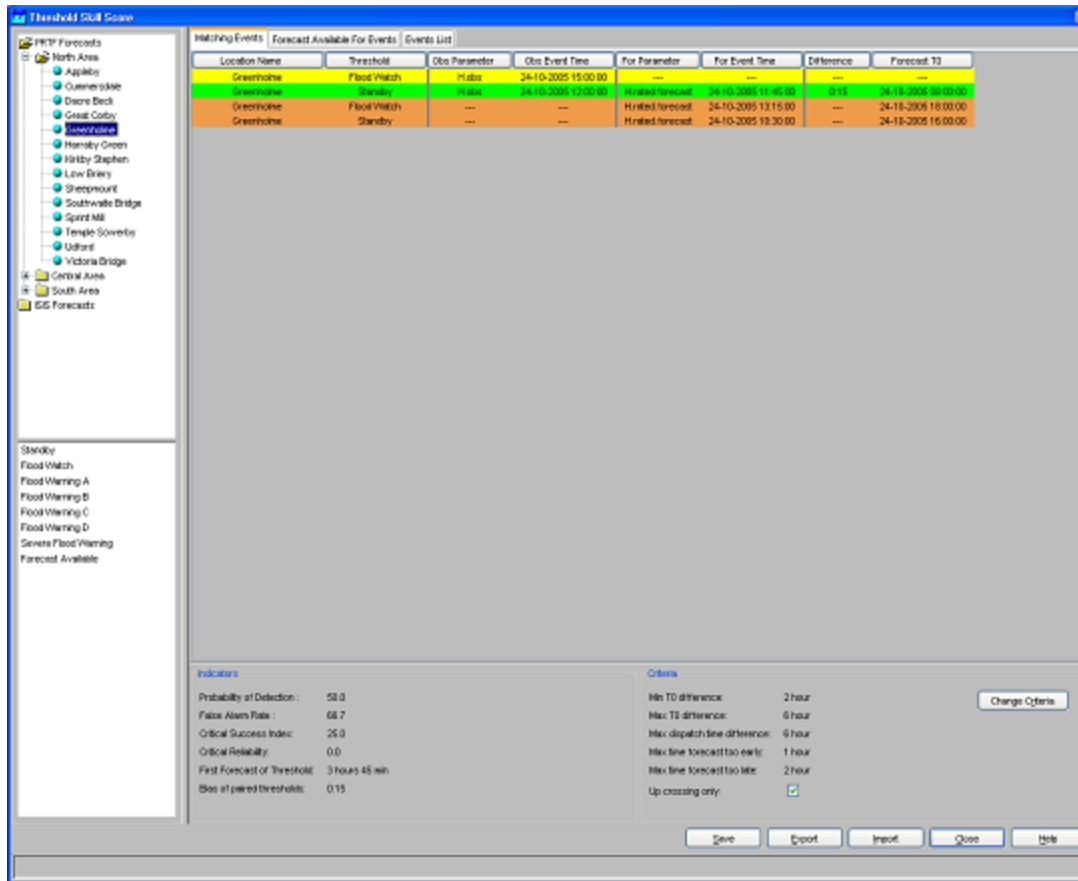 Threshold Skill Score
PRTF Forecasts
North Area
Appleby
Cummersdale
Dacre Beck
Great Corby
Greenholme
Harraby Green
Kirkby Stephen
Low Briery
Sheepmount
Southwaite Bridge
Sprint Mill
Temple Sowerby
Udford
Victoria Bridge
Central Area
South Area
ISIS Forecasts
Standby
Flood Watch
Flood Warning A
Flood Warning B
Flood Warning C
Flood Warning D
Severe Flood Warning
Forecast Available
Matching Events Forecast Available For Events Events List
Location Name Threshold Obs Parameter Obs Event Time For Parameter For Event Time Difference Forecast T0
Greenholme Flood Watch H.obs 24-10-2005 15:00:00 --- --- --- ---
Greenholme Standby H.obs 24-10-2005 12:00:00 H.rated.forecast 24-10-2005 11:45:00 0:15 24-10-2005 08:00:00
Greenholme Flood Watch --- --- H.rated.forecast 24-10-2005 13:15:00 --- 24-10-2005 18:00:00
Greenholme Standby --- --- H.rated.forecast 24-10-2005 10:30:00 --- 24-10-2005 16:00:00
Indicators
Probability of Detection : 50.0
False Alarm Rate : 66.7
Critical Success Index: 25.0
Critical Reliability: 0.0
First Forecast of Threshold: 3 hours 45 min
Bias of paired thresholds: 0:15
Criteria
Min T0 difference: 2 hour
Max T0 difference: 6 hour
Max dispatch time difference: 6 hour
Max time forecast too early: 1 hour
Max time forecast too late: 2 hour
Up crossing only:
Change Criteria
Save Export Import Close Help